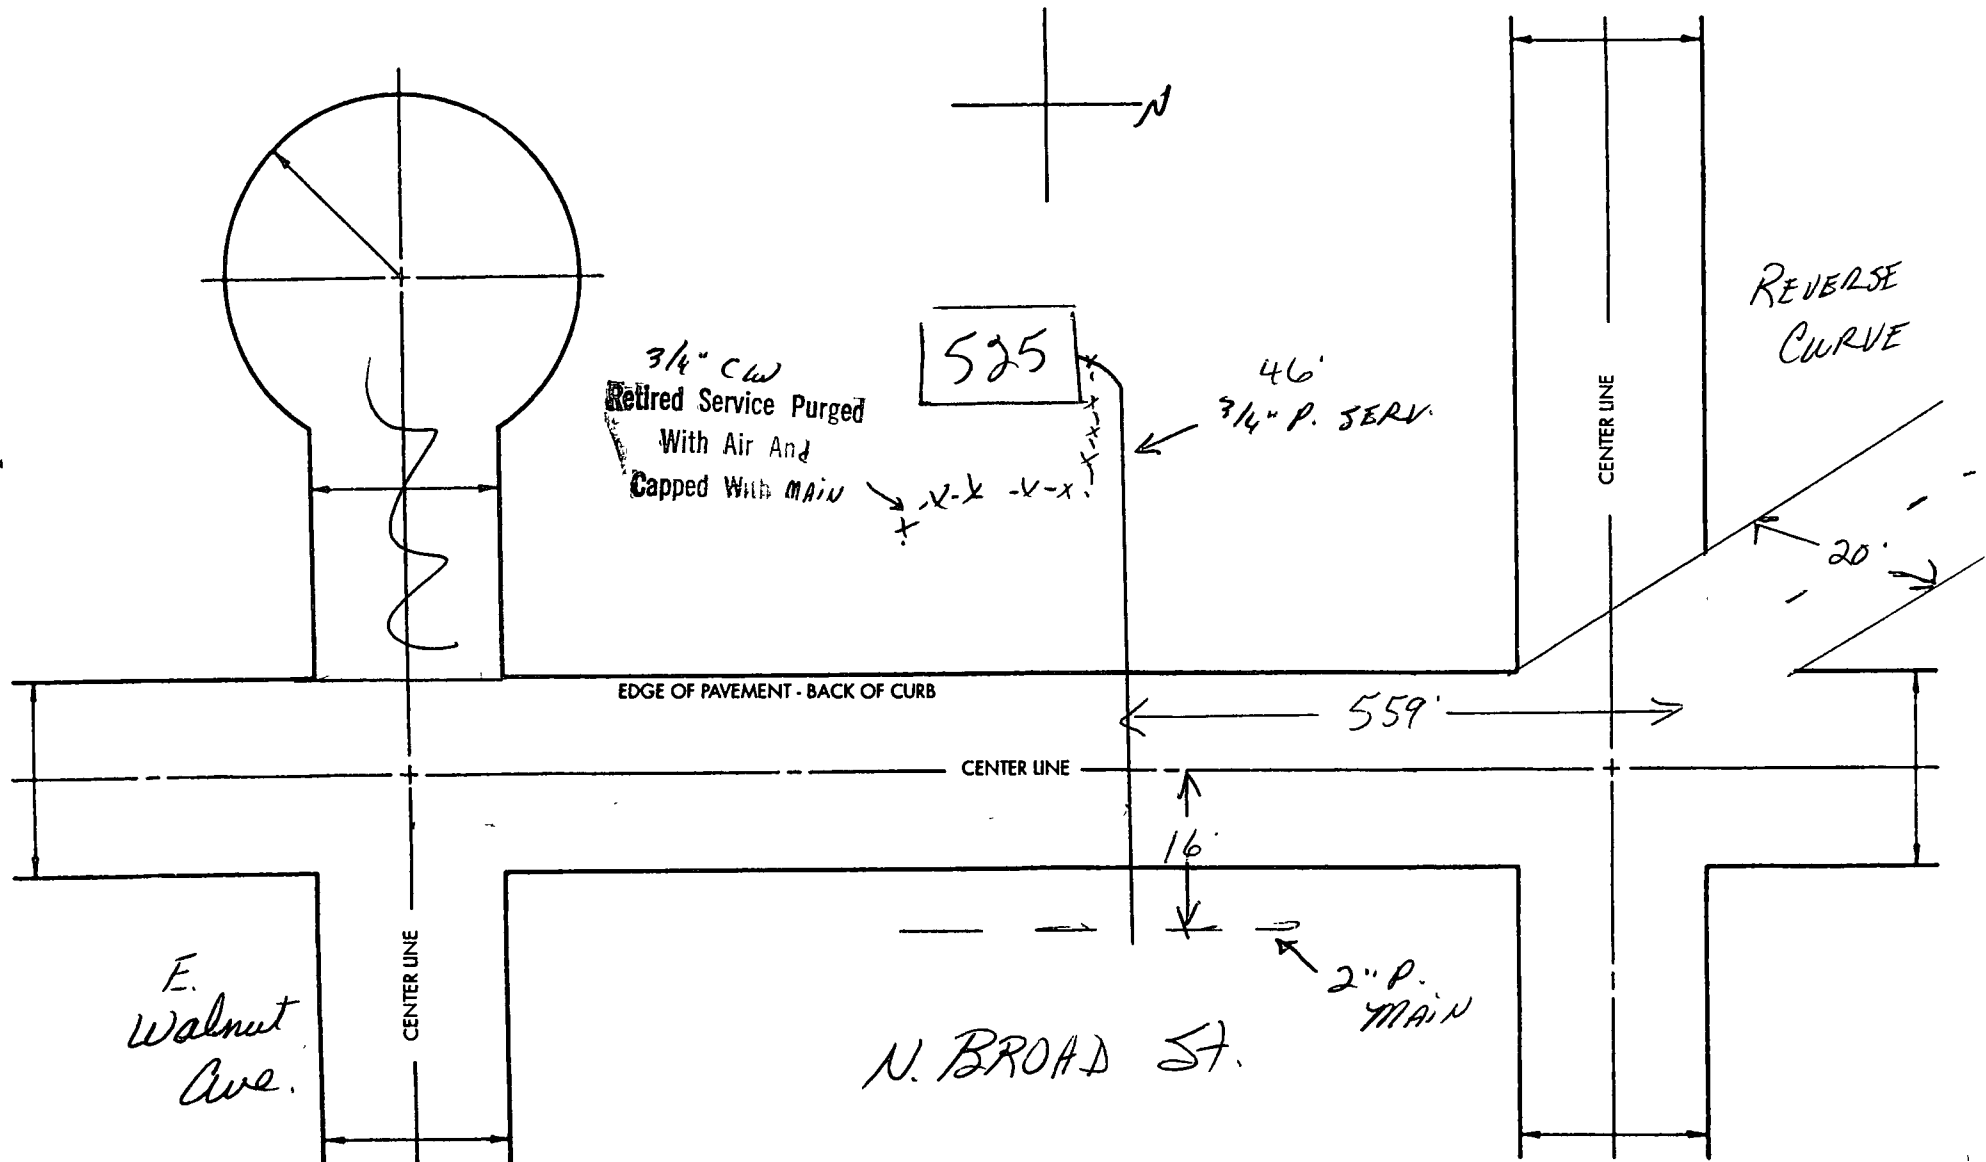 N
REVERSE
CURVE
525
3/4" CW
Retired Service Purged
With Air And
Capped With MAIN
46'
3/4" P. SERV.
CENTER LINE
20'
EDGE OF PAVEMENT - BACK OF CURB
559'
CENTER LINE
16'
CENTER LINE
E.
Walnut
Ave.
2" P.
MAIN
N. BROAD St.